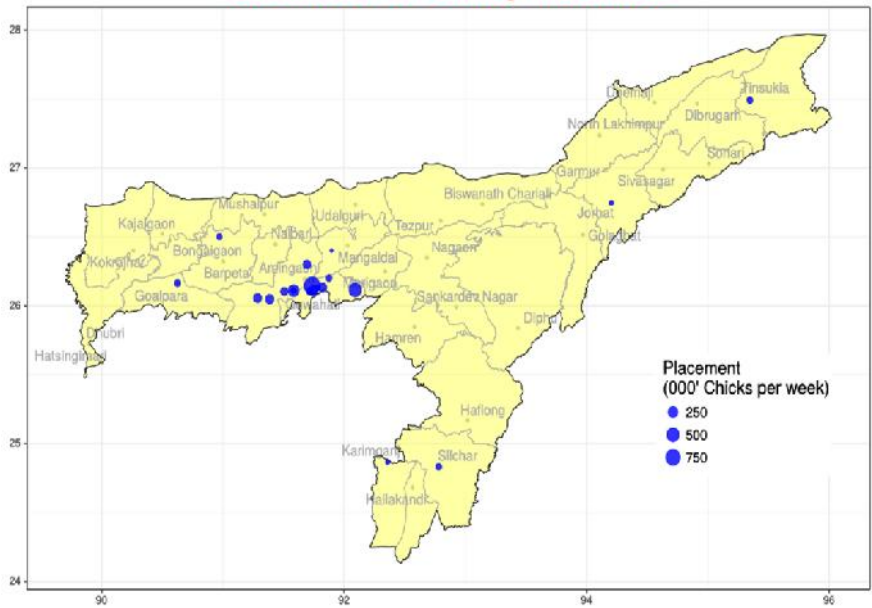 28
Tinsukia
Dhemaji
Dibrugarh
North Lakhimpur
Sonari
27
Garmur
Sivasagar
Biswanath Chariali
Mushalpur
Udalguri
Jorhat
Kajalgaon
Tezpur
Nalbari
Golaghat
Bongaigaon
Nagaon
Kokrajhar
Mangaldai
Barpeta
Amingaon
Goalpara
Morigaon
Sankardev Nagar
26
Guwahati
Diphu
Dhubri
Hamren
Hatsingimari
Placement
(000' Chicks per week)
250
Haflong
500
25
Karimganj
Silchar
750
Hailakandi
24
90
92
94
96